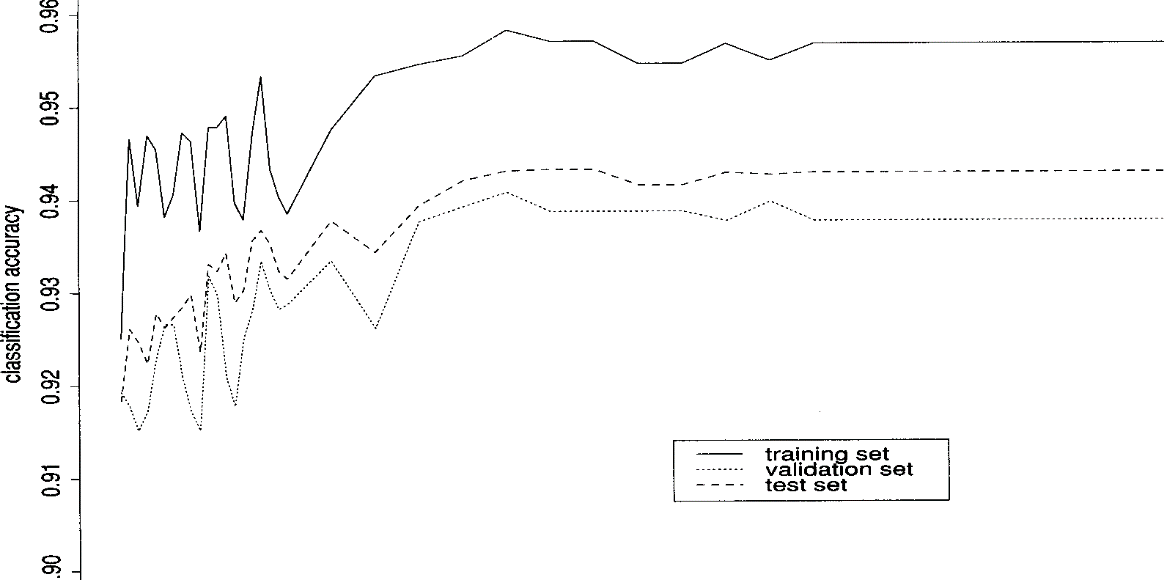 0.96
0.95
0.94
0.93
0.92
0.91
.90
classification accuracy
training set
validation set
test set